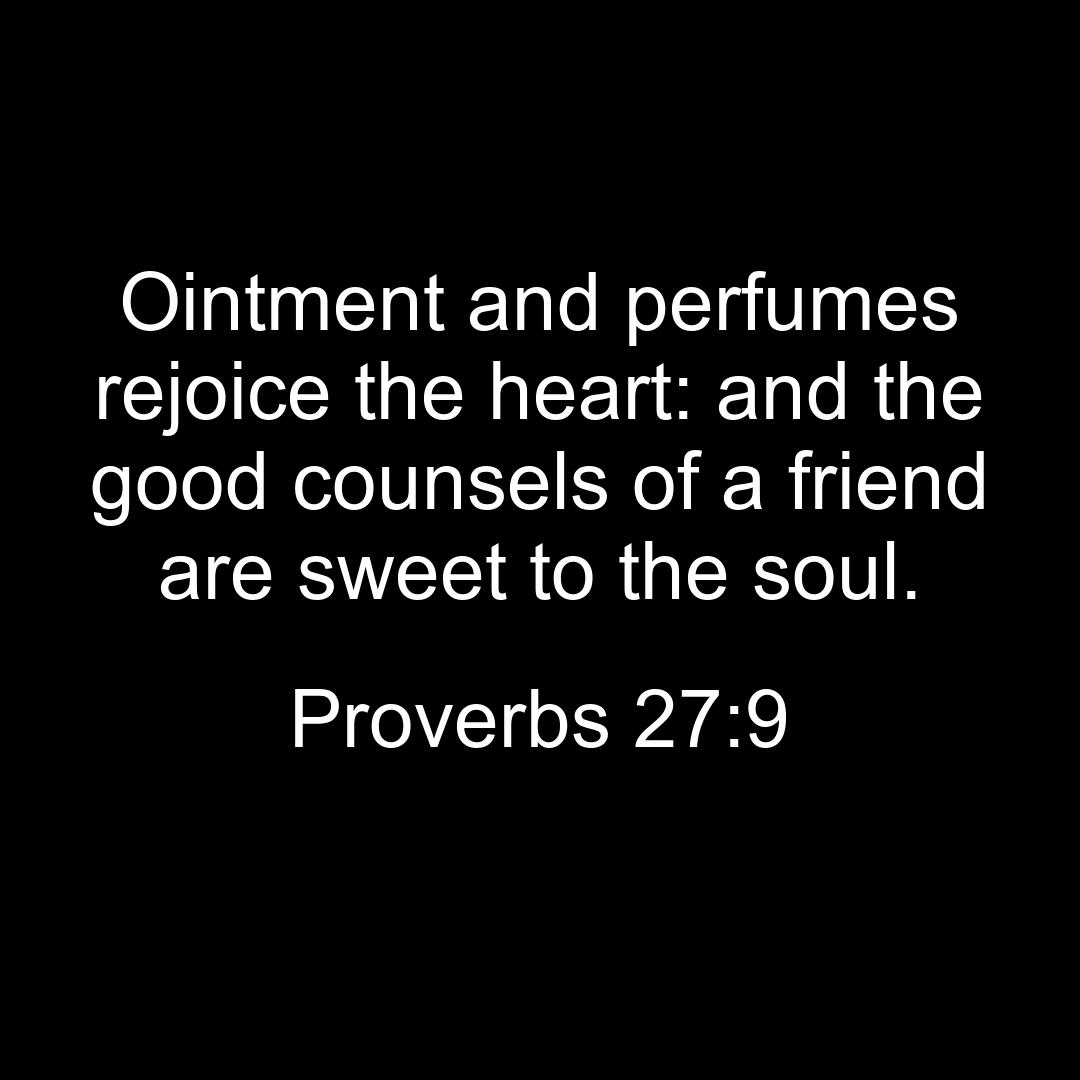 Ointment and perfumes
rejoice the heart: and the
good counsels of a friend
are sweet to the soul.
Proverbs 27:9